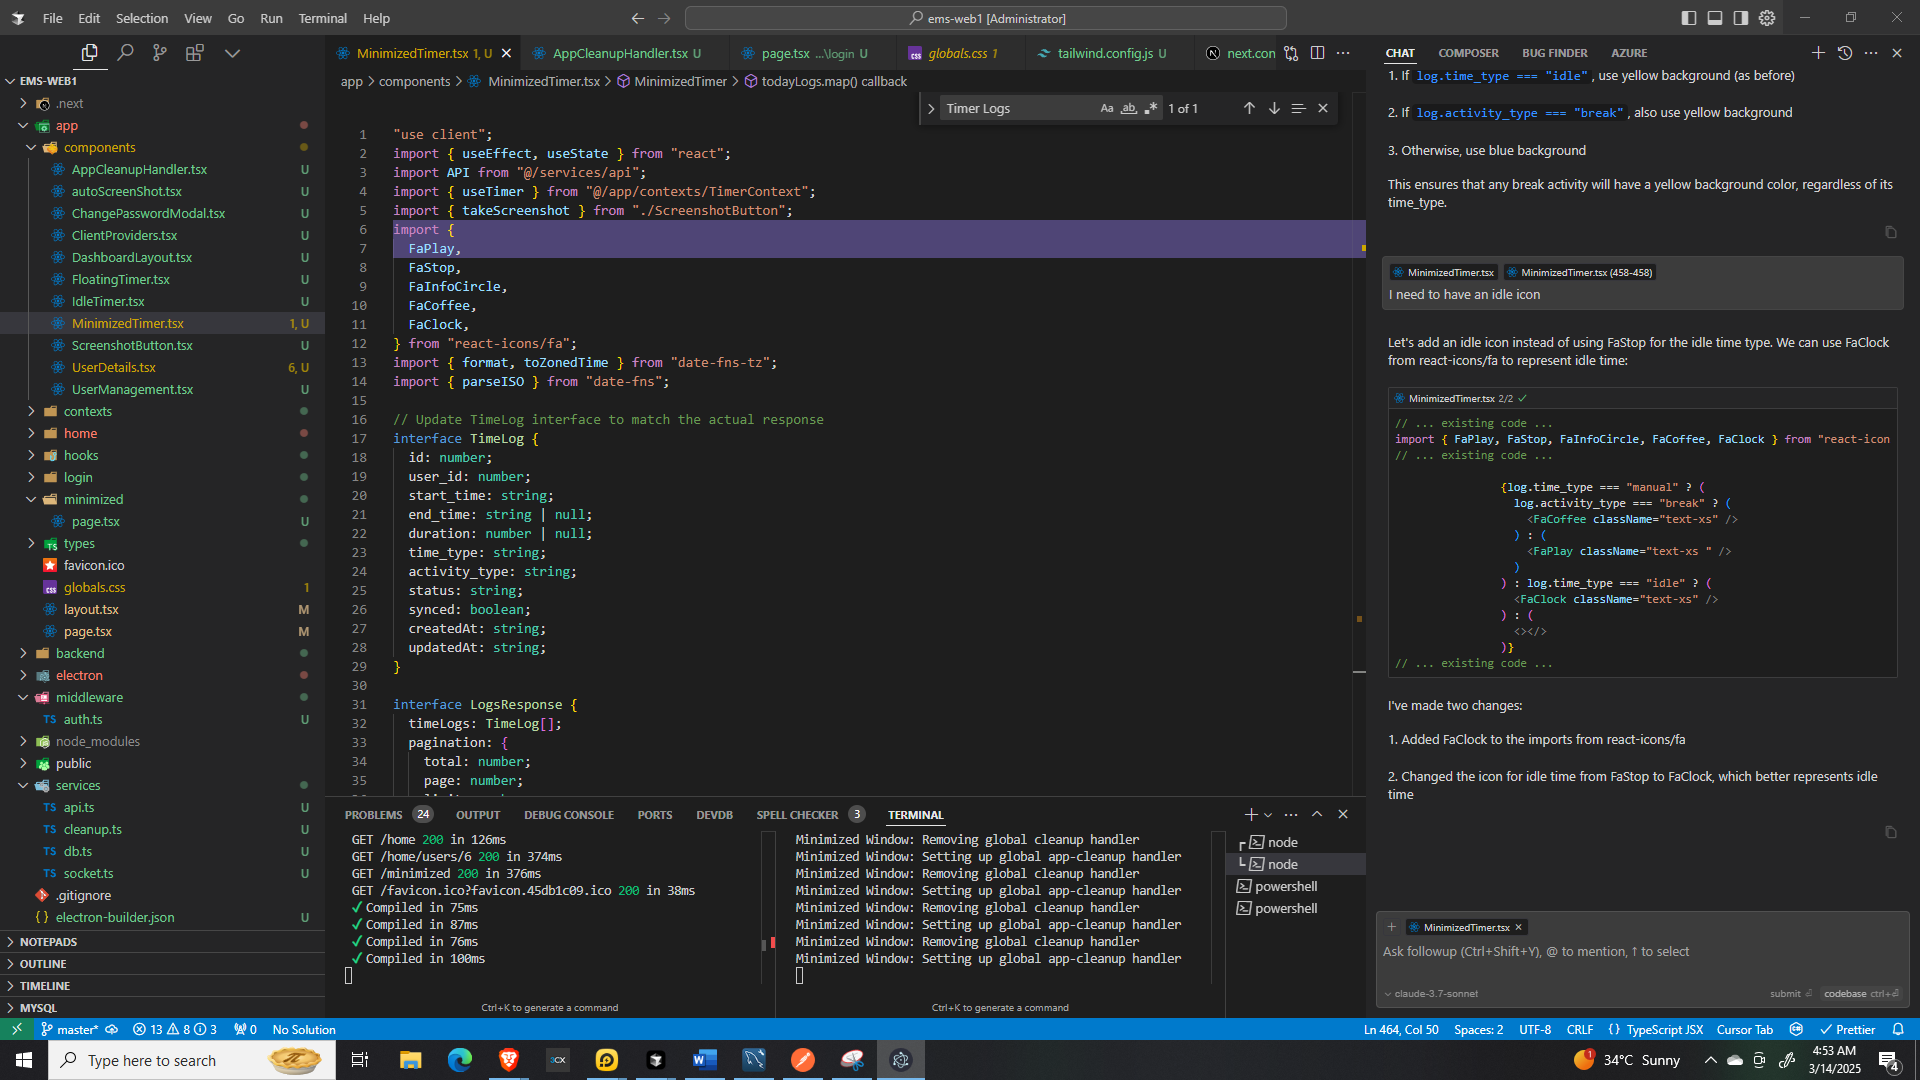 File Edit Selection View Go Run Terminal Help
ems-web1 [Administrator]
EMS-WEB1
.next
app
components
AppCleanupHandler.tsx U
autoScreenShot.tsx U
ChangePasswordModal.tsx U
ClientProviders.tsx U
DashboardLayout.tsx U
FloatingTimer.tsx U
IdleTimer.tsx U
MinimizedTimer.tsx 1, U
ScreenshotButton.tsx U
UserDetails.tsx 6, U
UserManagement.tsx U
contexts
home
hooks
login
minimized
page.tsx U
types
favicon.ico
globals.css 1
layout.tsx M
page.tsx M
backend
electron
middleware
TS auth.ts U
node_modules
public
services
TS api.ts U
TS cleanup.ts U
TS db.ts U
TS socket.ts U
.gitignore
{} electron-builder.json U
NOTEPADS
OUTLINE
TIMELINE
MYSQL
MinimizedTimer.tsx 1, U AppCleanupHandler.tsx U page.tsx ...\login U globals.css 1 tailwind.config.js U next.con
app > components > MinimizedTimer.tsx > MinimizedTimer > todayLogs.map() callback
Timer Logs Aa ab 1 of 1
1 "use client";
2 import { useEffect, useState } from "react";
3 import API from "@/services/api";
4 import { useTimer } from "@/app/contexts/TimerContext";
5 import { takeScreenshot } from "./ScreenshotButton";
6 import {
7 FaPlay,
8 FaStop,
9 FaInfoCircle,
10 FaCoffee,
11 FaClock,
12 } from "react-icons/fa";
13 import { format, toZonedTime } from "date-fns-tz";
14 import { parseISO } from "date-fns";
15
16 // Update TimeLog interface to match the actual response
17 interface TimeLog {
18 id: number;
19 user_id: number;
20 start_time: string;
21 end_time: string | null;
22 duration: number | null;
23 time_type: string;
24 activity_type: string;
25 status: string;
26 synced: boolean;
27 createdAt: string;
28 updatedAt: string;
29 }
30
31 interface LogsResponse {
32 timeLogs: TimeLog[];
33 pagination: {
34 total: number;
35 page: number;
PROBLEMS 24 OUTPUT DEBUG CONSOLE PORTS DEVDB SPELL CHECKER 3 TERMINAL
GET /home 200 in 126ms
GET /home/users/6 200 in 374ms
GET /minimized 200 in 376ms
GET /favicon.ico?favicon.45db1c09.ico 200 in 38ms
✓ Compiled in 75ms
✓ Compiled in 87ms
✓ Compiled in 76ms
✓ Compiled in 100ms
Ctrl+K to generate a command
Minimized Window: Removing global cleanup handler
Minimized Window: Setting up global app-cleanup handler
Minimized Window: Removing global cleanup handler
Minimized Window: Setting up global app-cleanup handler
Minimized Window: Removing global cleanup handler
Minimized Window: Setting up global app-cleanup handler
Minimized Window: Removing global cleanup handler
Minimized Window: Setting up global app-cleanup handler
Ctrl+K to generate a command
node
node
powershell
powershell
CHAT COMPOSER BUG FINDER AZURE
1. If log.time_type === "idle", use yellow background (as before)
2. If log.activity_type === "break", also use yellow background
3. Otherwise, use blue background
This ensures that any break activity will have a yellow background color, regardless of its
time_type.
MinimizedTimer.tsx MinimizedTimer.tsx (458-458)
I need to have an idle icon
Let's add an idle icon instead of using FaStop for the idle time type. We can use FaClock
from react-icons/fa to represent idle time:
MinimizedTimer.tsx 2/2 ✓
// ... existing code ...
import { FaPlay, FaStop, FaInfoCircle, FaCoffee, FaClock } from "react-icon
// ... existing code ...
{log.time_type === "manual" ? (
log.activity_type === "break" ? (
<FaCoffee className="text-xs" />
) : (
<FaPlay className="text-xs " />
)
) : log.time_type === "idle" ? (
<FaClock className="text-xs" />
) : (
<></>
)}
// ... existing code ...
I've made two changes:
1. Added FaClock to the imports from react-icons/fa
2. Changed the icon for idle time from FaStop to FaClock, which better represents idle
time
+ MinimizedTimer.tsx ×
Ask followup (Ctrl+Shift+Y), @ to mention, ↑ to select
claude-3.7-sonnet submit codebase ctrl+⏎
master* 13 8 3 0 No Solution Ln 464, Col 50 Spaces: 2 UTF-8 CRLF {} TypeScript JSX Cursor Tab Prettier
Type here to search
34°C Sunny
4:53 AM
3/14/2025
4